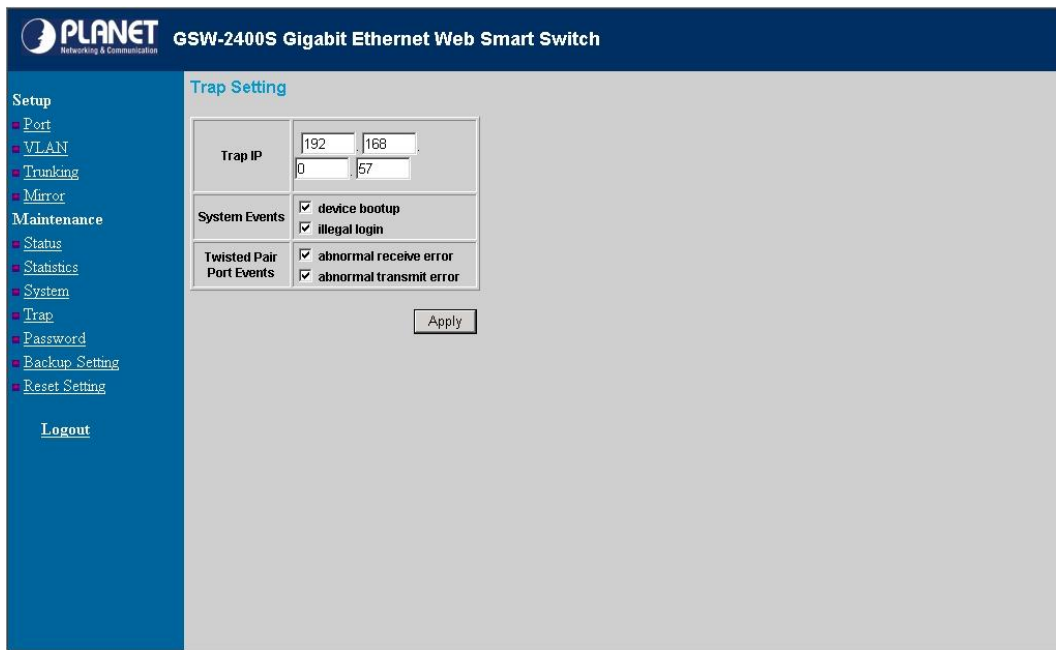 PLANET
Networking & Communication
GSW-2400S Gigabit Ethernet Web Smart Switch
Setup
Port
VLAN
Trunking
Mirror
Maintenance
Status
Statistics
System
Trap
Password
Backup Setting
Reset Setting
Logout
Trap Setting
Trap IP
192 . 168 .
0 . 57
System Events
device bootup
illegal login
Twisted Pair
Port Events
abnormal receive error
abnormal transmit error
Apply